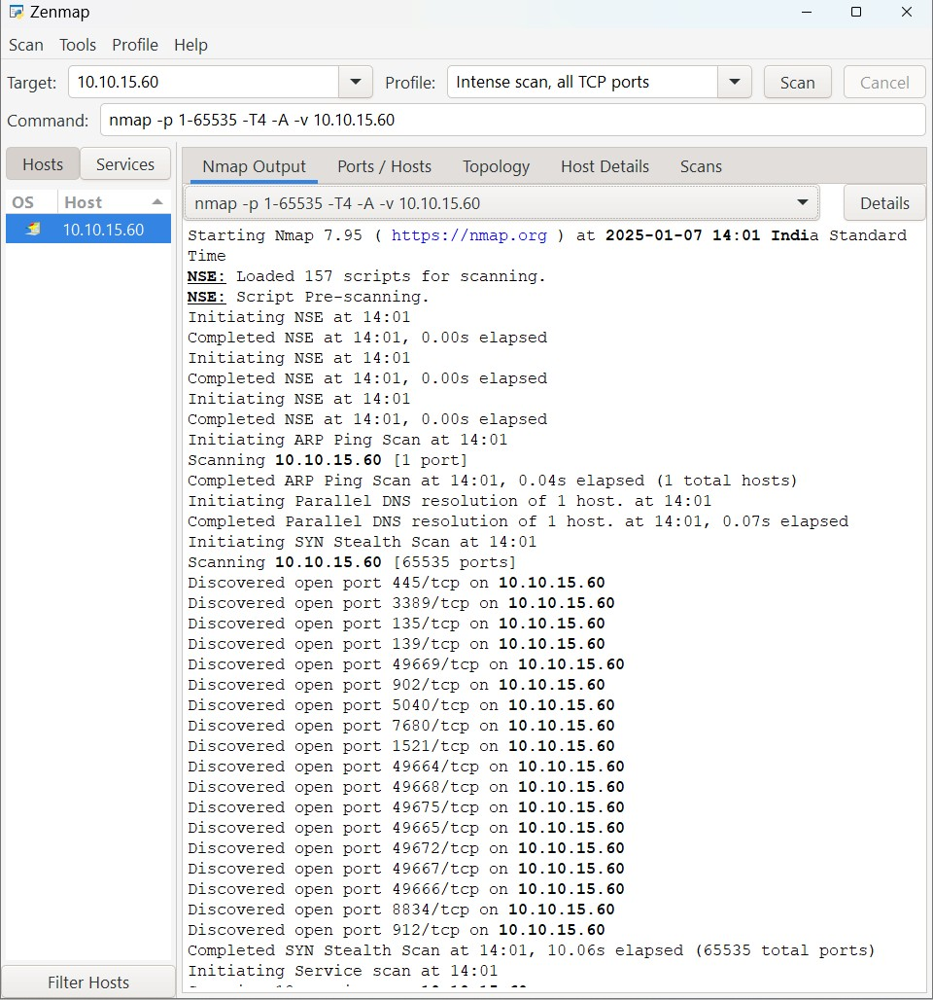 Zenmap
Scan Tools Profile Help
Target: 10.10.15.60 Profile: Intense scan, all TCP ports Scan Cancel
Command: nmap -p 1-65535 -T4 -A -v 10.10.15.60
Hosts Services
OS Host
10.10.15.60
Filter Hosts
Nmap Output Ports / Hosts Topology Host Details Scans
nmap -p 1-65535 -T4 -A -v 10.10.15.60 Details
Starting Nmap 7.95 ( https://nmap.org ) at 2025-01-07 14:01 India Standard
Time
NSE: Loaded 157 scripts for scanning.
NSE: Script Pre-scanning.
Initiating NSE at 14:01
Completed NSE at 14:01, 0.00s elapsed
Initiating NSE at 14:01
Completed NSE at 14:01, 0.00s elapsed
Initiating NSE at 14:01
Completed NSE at 14:01, 0.00s elapsed
Initiating ARP Ping Scan at 14:01
Scanning 10.10.15.60 [1 port]
Completed ARP Ping Scan at 14:01, 0.04s elapsed (1 total hosts)
Initiating Parallel DNS resolution of 1 host. at 14:01
Completed Parallel DNS resolution of 1 host. at 14:01, 0.07s elapsed
Initiating SYN Stealth Scan at 14:01
Scanning 10.10.15.60 [65535 ports]
Discovered open port 445/tcp on 10.10.15.60
Discovered open port 3389/tcp on 10.10.15.60
Discovered open port 135/tcp on 10.10.15.60
Discovered open port 139/tcp on 10.10.15.60
Discovered open port 49669/tcp on 10.10.15.60
Discovered open port 902/tcp on 10.10.15.60
Discovered open port 5040/tcp on 10.10.15.60
Discovered open port 7680/tcp on 10.10.15.60
Discovered open port 1521/tcp on 10.10.15.60
Discovered open port 49664/tcp on 10.10.15.60
Discovered open port 49668/tcp on 10.10.15.60
Discovered open port 49675/tcp on 10.10.15.60
Discovered open port 49665/tcp on 10.10.15.60
Discovered open port 49672/tcp on 10.10.15.60
Discovered open port 49667/tcp on 10.10.15.60
Discovered open port 49666/tcp on 10.10.15.60
Discovered open port 8834/tcp on 10.10.15.60
Discovered open port 912/tcp on 10.10.15.60
Completed SYN Stealth Scan at 14:01, 10.06s elapsed (65535 total ports)
Initiating Service scan at 14:01